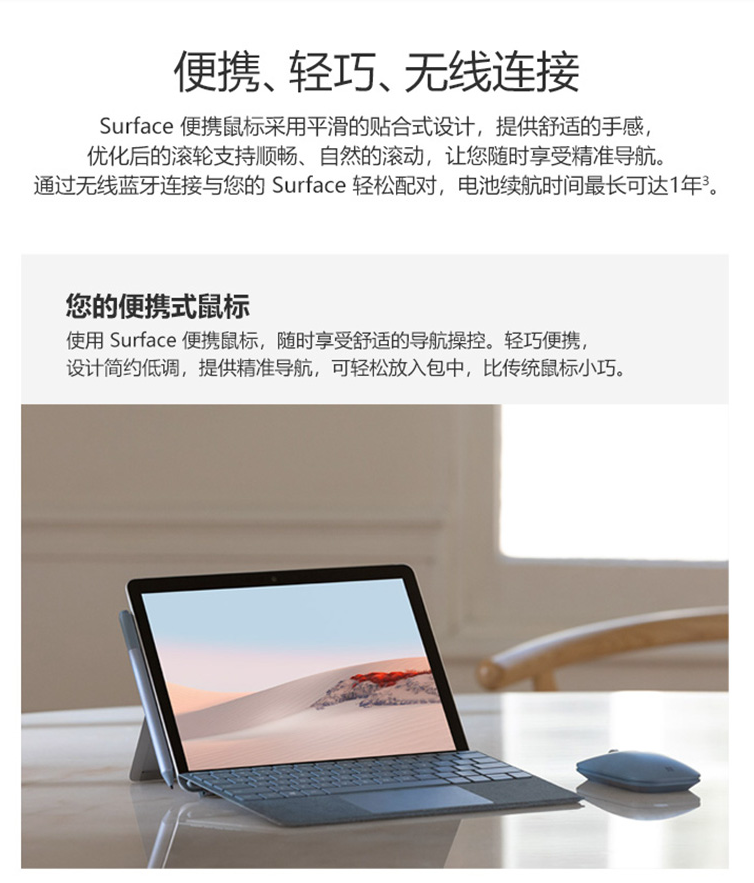 便携、轻巧、无线连接
Surface 便携鼠标采用平滑的贴合式设计，提供舒适的手感，
优化后的滚轮支持顺畅、自然的滚动，让您随时享受精准导航。
通过无线蓝牙连接与您的 Surface 轻松配对，电池续航时间最长可达1年³。
您的便携式鼠标
使用 Surface 便携鼠标，随时享受舒适的导航操控。轻巧便携，
设计简约低调，提供精准导航，可轻松放入包中，比传统鼠标小巧。